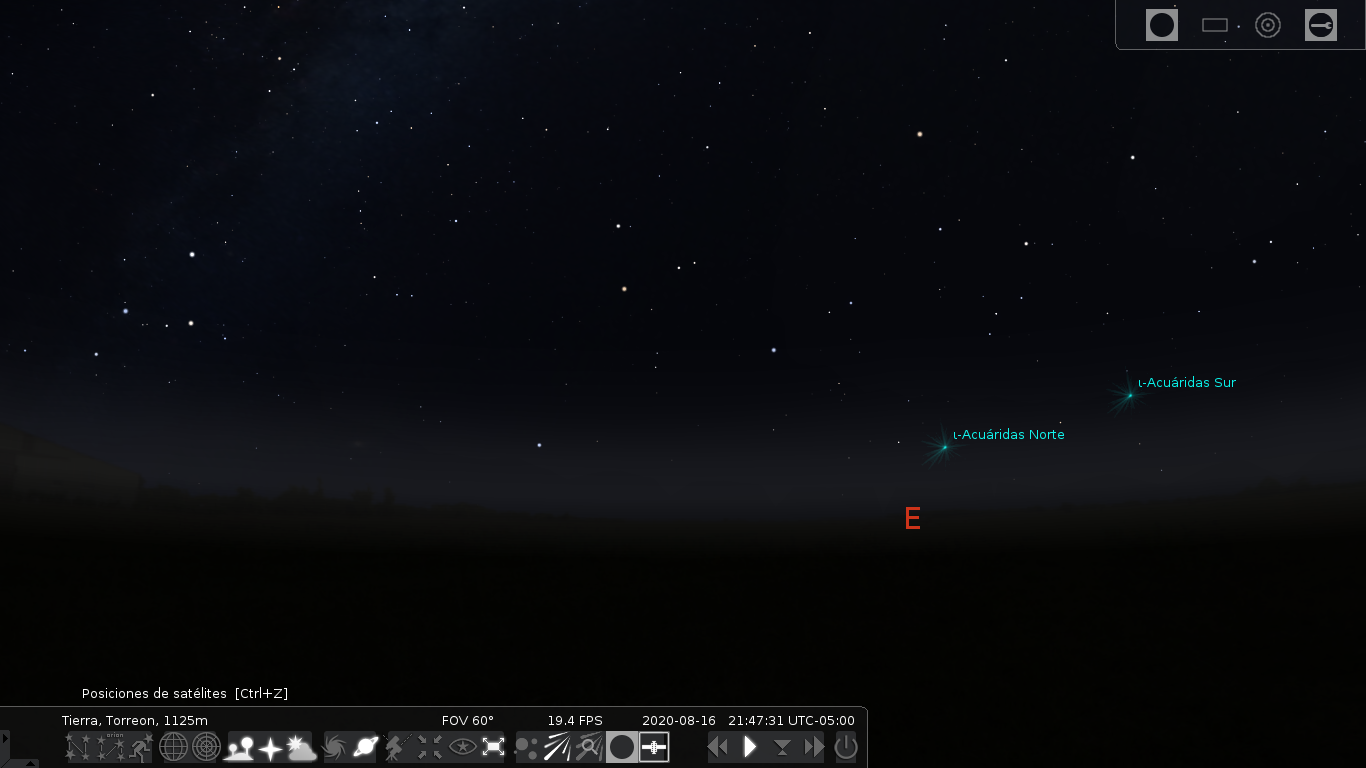 ɩ-Acuáridas Sur
ɩ-Acuáridas Norte
E
Posiciones de satélites [Ctrl+Z]
Tierra, Torreon, 1125m FOV 60° 19.4 FPS 2020-08-16 21:47:31 UTC-05:00
orion